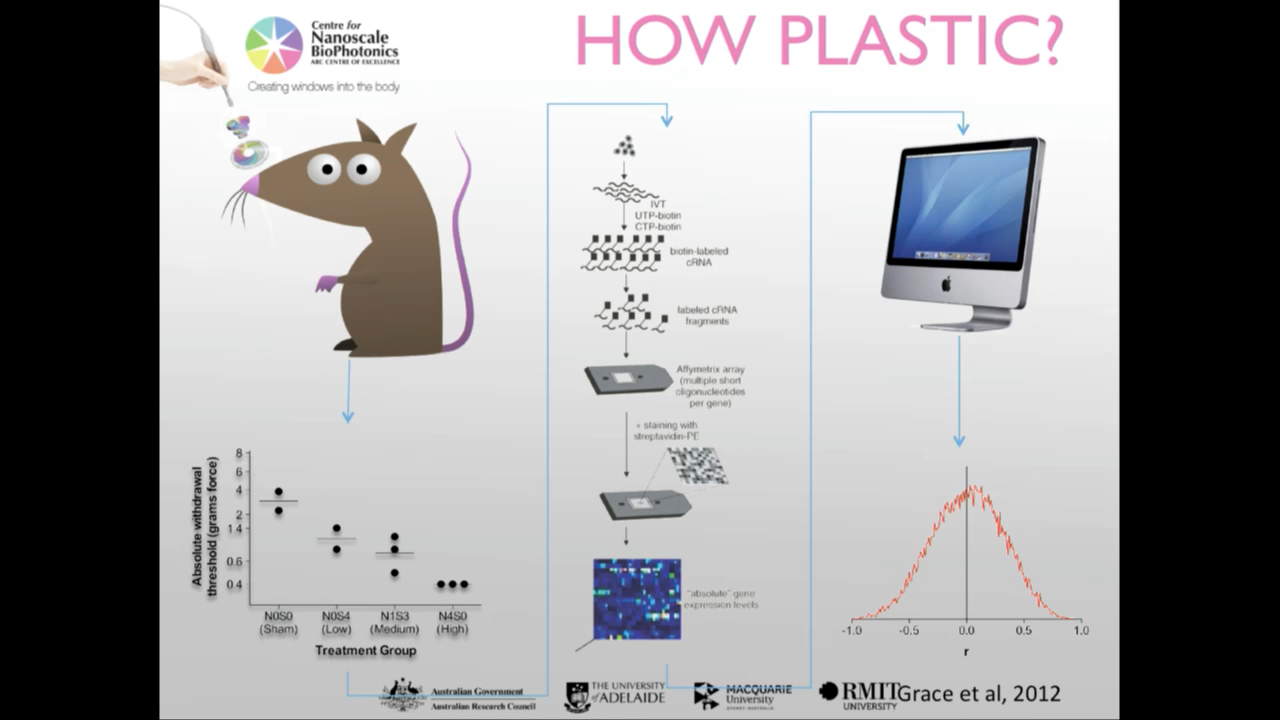 Centre for
Nanoscale
BioPhotonics
ARC CENTRE OF EXCELLENCE
Creating windows into the body
HOW PLASTIC?
IVT
UTP-biotin
CTP-biotin
biotin-labeled
cRNA
labeled cRNA
fragments
Affymetrix array
(multiple short
oligonucleotides
per gene)
+ staining with
streptavidin-PE
"absolute" gene
expression levels
Absolute withdrawal
threshold (grams force)
8
6
4
2
1.4
0.6
0.4
N0S0 N0S4 N1S3 N4S0
(Sham) (Low) (Medium) (High)
Treatment Group
-1.0 -0.5 0.0 0.5 1.0
r
Australian Government
Australian Research Council
THE UNIVERSITY
of ADELAIDE
MACQUARIE
University
SYDNEY·AUSTRALIA
RMIT
UNIVERSITY
Grace et al, 2012